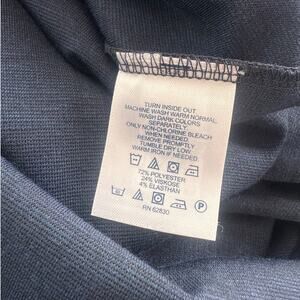 TURN INSIDE OUT.
MACHINE WASH WARM NORMAL.
WASH DARK COLORS
SEPARATELY.
ONLY NON-CHLORINE BLEACH
WHEN NEEDED.
REMOVE PROMPTLY
TUMBLE DRY LOW.
WARM IRON IF NEEDED.
72% POLYESTER
24% VISKOSE
4% ELASTHAN
P
RN 62830